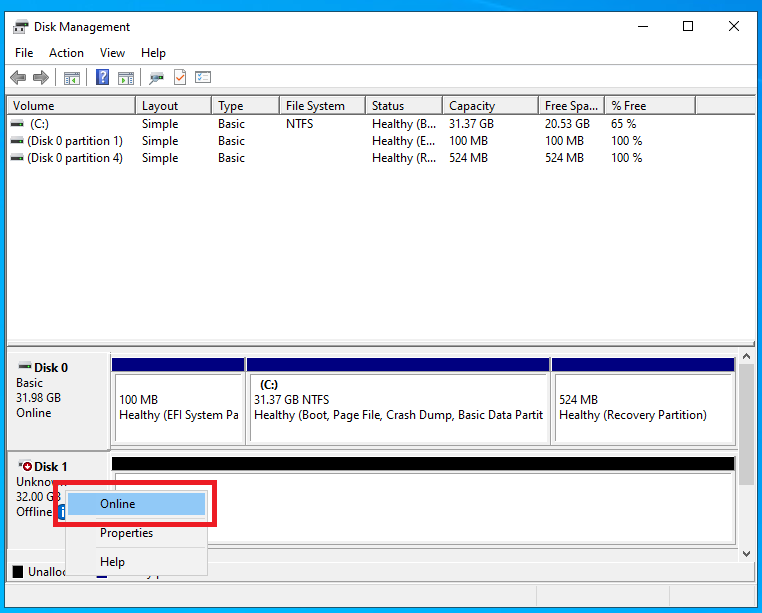 Disk Management
File Action View Help
Volume Layout Type File System Status Capacity Free Spa... % Free
(C:) Simple Basic NTFS Healthy (B... 31.37 GB 20.53 GB 65 %
(Disk 0 partition 1) Simple Basic Healthy (E... 100 MB 100 MB 100 %
(Disk 0 partition 4) Simple Basic Healthy (R... 524 MB 524 MB 100 %
Disk 0
Basic
31.98 GB
Online
100 MB
Healthy (EFI System Pa
(C:)
31.37 GB NTFS
Healthy (Boot, Page File, Crash Dump, Basic Data Partit
524 MB
Healthy (Recovery Partition)
Disk 1
32.00 GB
Offline
Online
Properties
Help